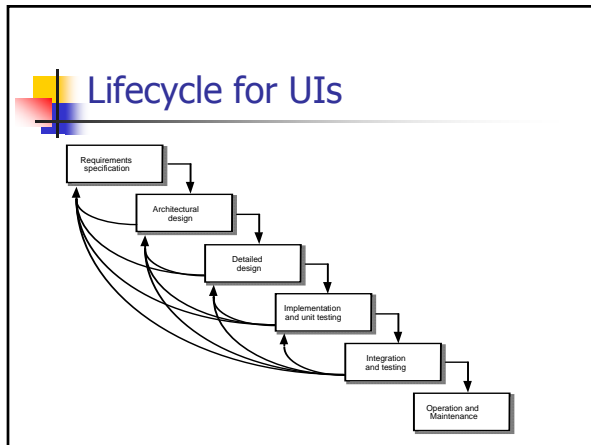 Lifecycle for UIs
Requirements
specification
Architectural
design
Detailed
design
Implementation
and unit testing
Integration
and testing
Operation and
Maintenance